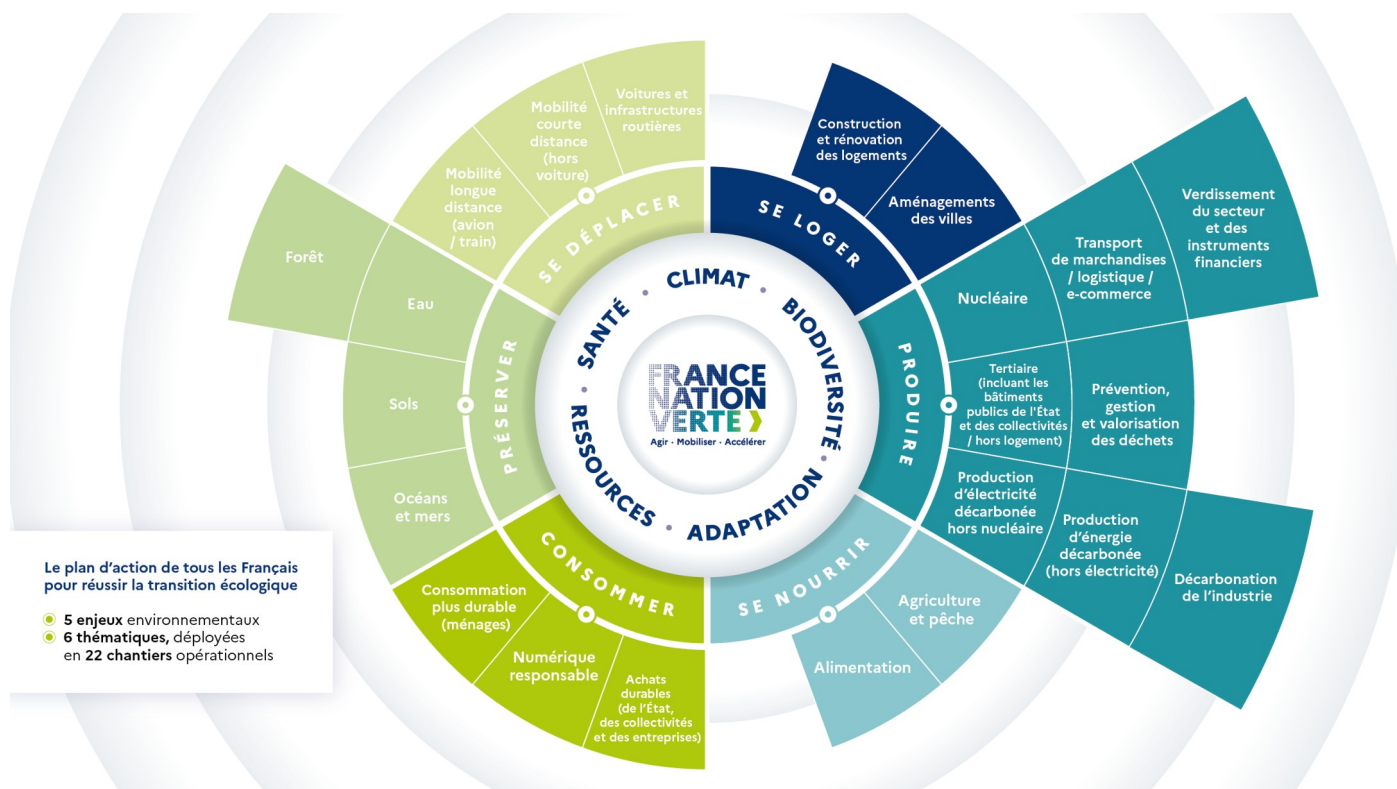 Voitures et
infrastructures
routières
Mobilité
courte
distance
(hors
voiture)
Mobilité
longue
distance
(avion
/ train)
SE DÉPLACER
Construction
et rénovation
des logements
Aménagements
des villes
SE LOGER
Verdissement
du secteur
et des
instruments
financiers
Transport
de marchandises
/ logistique /
e-commerce
Nucléaire
Tertiaire
(incluant les
bâtiments
publics de l'État
et des collectivités
/ hors logement)
Prévention,
gestion
et valorisation
des déchets
Production
d'électricité
décarbonée
hors nucléaire
Production
d'énergie
décarbonée
(hors électricité)
Décarbonation
de l'industrie
PRODUIRE
Forêt
Eau
Sols
Océans
et mers
PRÉSERVER
CLIMAT · BIODIVERSITÉ · ADAPTATION · RESSOURCES · SANTÉ ·
FRANCE
NATION
VERTE
Agir · Mobiliser · Accélérer
CONSOMMER
Consommation
plus durable
(ménages)
Numérique
responsable
Achats
durables
(de l'État,
des collectivités
et des entreprises)
SE NOURRIR
Agriculture
et pêche
Alimentation
Le plan d'action de tous les Français
pour réussir la transition écologique
5 enjeux environnementaux
6 thématiques, déployées
en 22 chantiers opérationnels